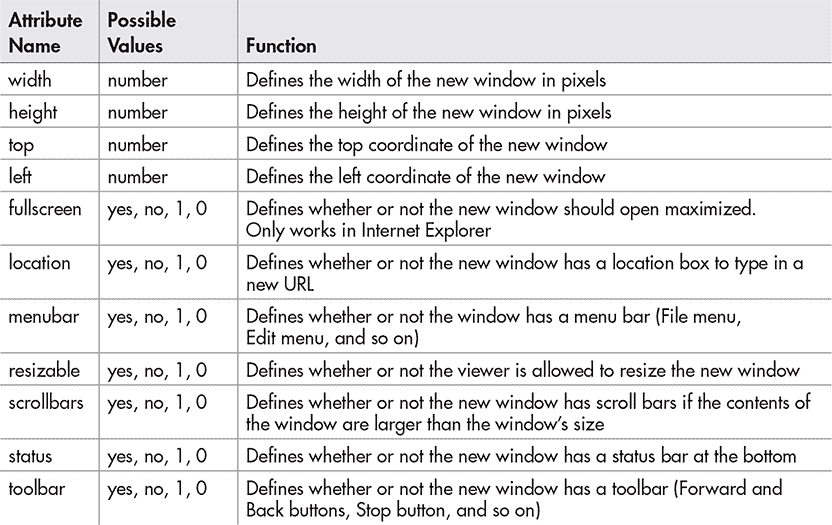 Attribute Name Possible Values Function
width number Defines the width of the new window in pixels
height number Defines the height of the new window in pixels
top number Defines the top coordinate of the new window
left number Defines the left coordinate of the new window
fullscreen yes, no, 1, 0 Defines whether or not the new window should open maximized.
Only works in Internet Explorer
location yes, no, 1, 0 Defines whether or not the new window has a location box to type in a
new URL
menubar yes, no, 1, 0 Defines whether or not the window has a menu bar (File menu,
Edit menu, and so on)
resizable yes, no, 1, 0 Defines whether or not the viewer is allowed to resize the new window
scrollbars yes, no, 1, 0 Defines whether or not the new window has scroll bars if the contents of
the window are larger than the window’s size
status yes, no, 1, 0 Defines whether or not the new window has a status bar at the bottom
toolbar yes, no, 1, 0 Defines whether or not the new window has a toolbar (Forward and
Back buttons, Stop button, and so on)